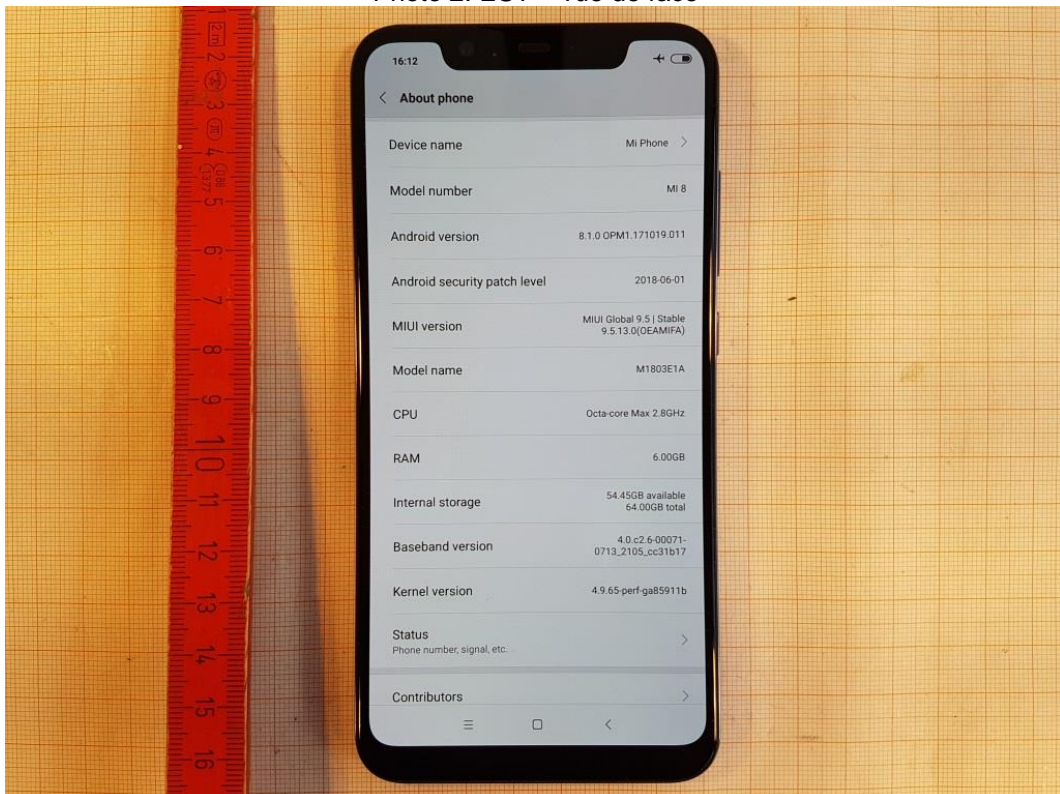 16:12
About phone
Device name
Mi Phone
Model number
MI 8
Android version
8.1.0 OPM1.171019.011
Android security patch level
2018-06-01
MIUI version
MIUI Global 9.5 | Stable
9.5.13.0(OEAMIFA)
Model name
M1803E1A
CPU
Octa-core Max 2.8GHz
RAM
6.00GB
Internal storage
54.45GB available
64.00GB total
Baseband version
4.0.c2.6-00071-
0713_2105_cc31b17
Kernel version
4.9.65-perf-ga85911b
Status
Phone number, signal, etc.
Contributors
1
2m
2
3
4
5
6
7
8
9
10
11
12
13
14
15
16